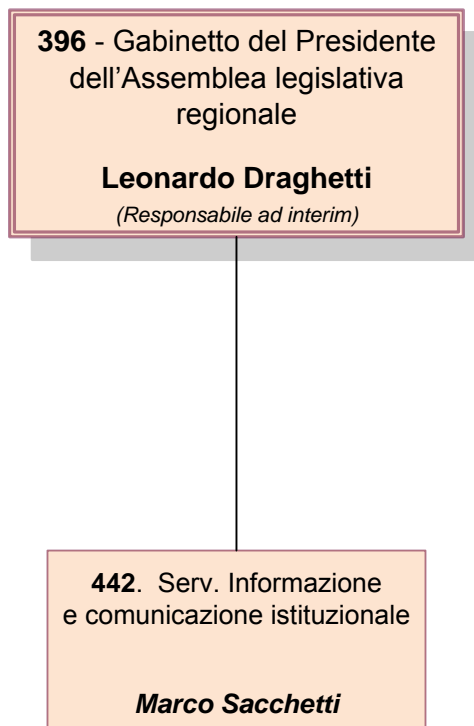 396 - Gabinetto del Presidente
dell’Assemblea legislativa
regionale
Leonardo Draghetti
(Responsabile ad interim)
442.  Serv. Informazione
e comunicazione istituzionale
Marco Sacchetti